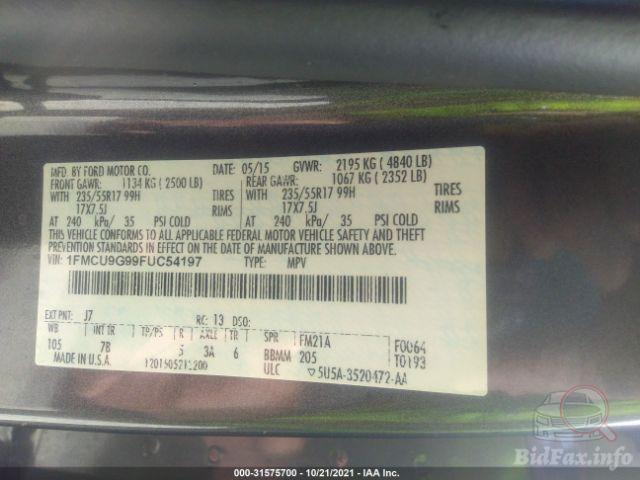 MFD. BY FORD MOTOR CO. 05/15 GVWR: 2195 KG ( 4840 LB)
FRONT GAWR: 1134 KG ( 2500 LB) REAR GAWR: 1067 KG ( 2352 LB)
WITH 235/55R17 99H TIRES WITH 235/55R17 99H TIRES
17X7.5J RIMS 17X7.5J RIMS
AT 240 kPa/ 35 PSI COLD AT 240 kPa/ 35 PSI COLD
THIS VEHICLE CONFORMS TO ALL APPLICABLE FEDERAL MOTOR VEHICLE SAFETY AND THEFT
PREVENTION STANDARDS IN EFFECT ON THE DATE OF MANUFACTURE SHOWN ABOVE.
VIN: 1FMCU9G99FUC54197 TYPE: MPV
EXT PNT: J7 RC: 13 DSO:
WB INT TR TP/PS R AXLE TR SPR FM21A F0064
105 7B 5 3A 6 BBMM 205 T0193
MADE IN U.S.A. ULC ▽5U5A-3520472-AA
BidFax.info
000-31575700 - 10/21/2021 - IAA Inc.